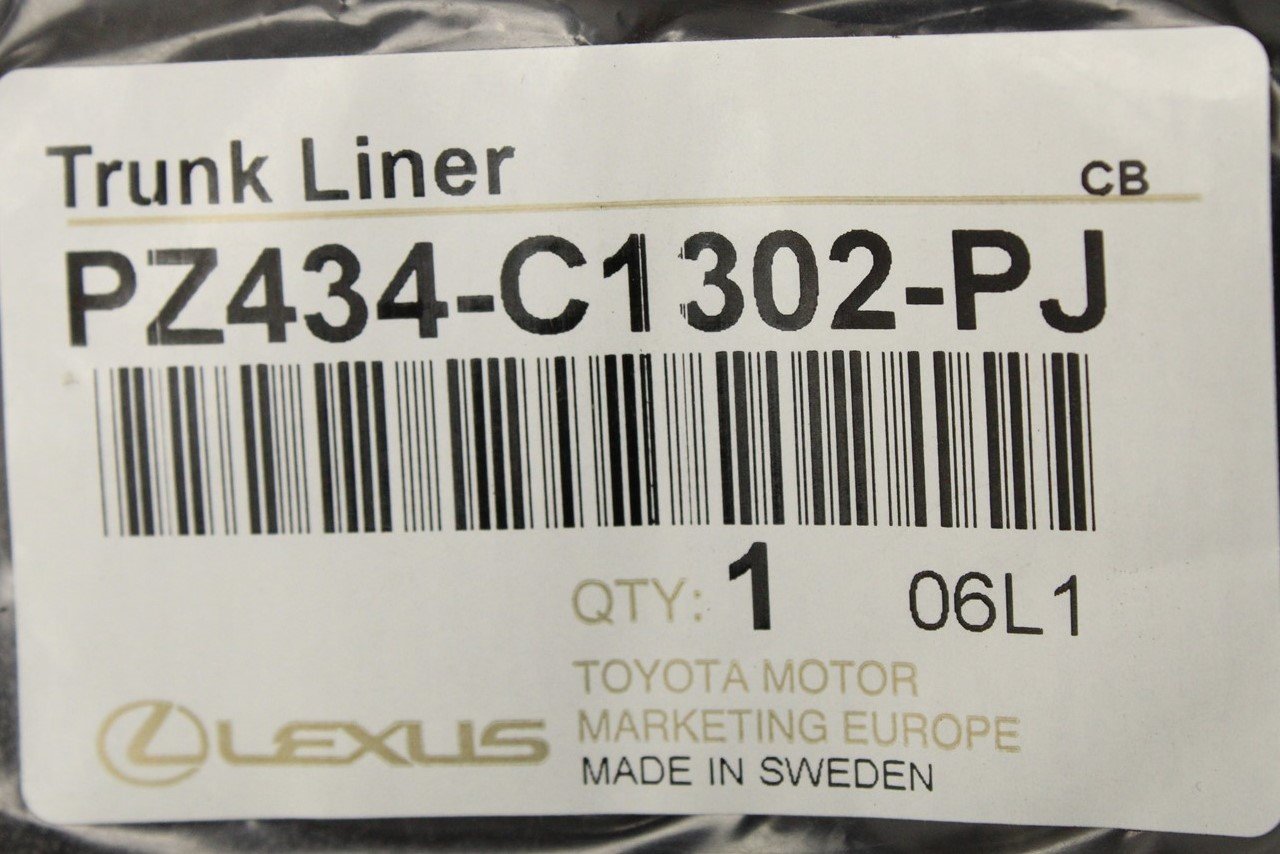 Trunk Liner
CB
PZ434-C1302-PJ
QTY: 1 06L1
TOYOTA MOTOR
MARKETING EUROPE
LEXUS
MADE IN SWEDEN